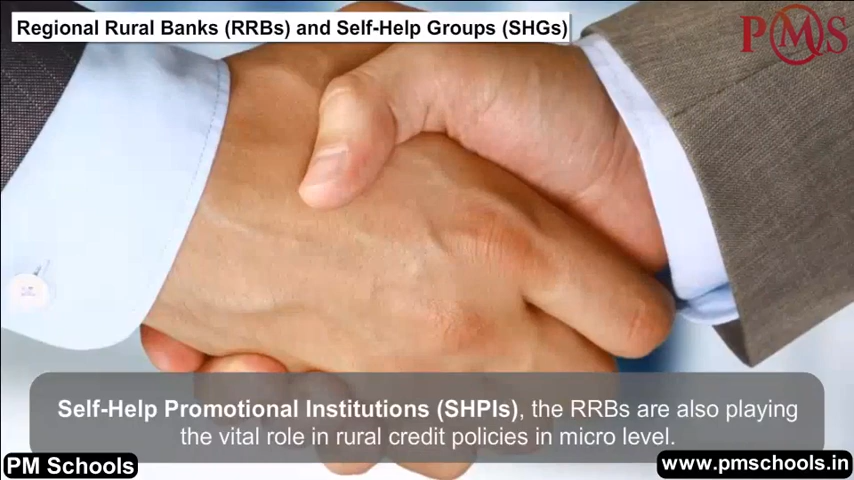 Regional Rural Banks (RRBs) and Self-Help Groups (SHGs)
PMS
Self-Help Promotional Institutions (SHPIs), the RRBs are also playing
the vital role in rural credit policies in micro level.
PM Schools
www.pmschools.in